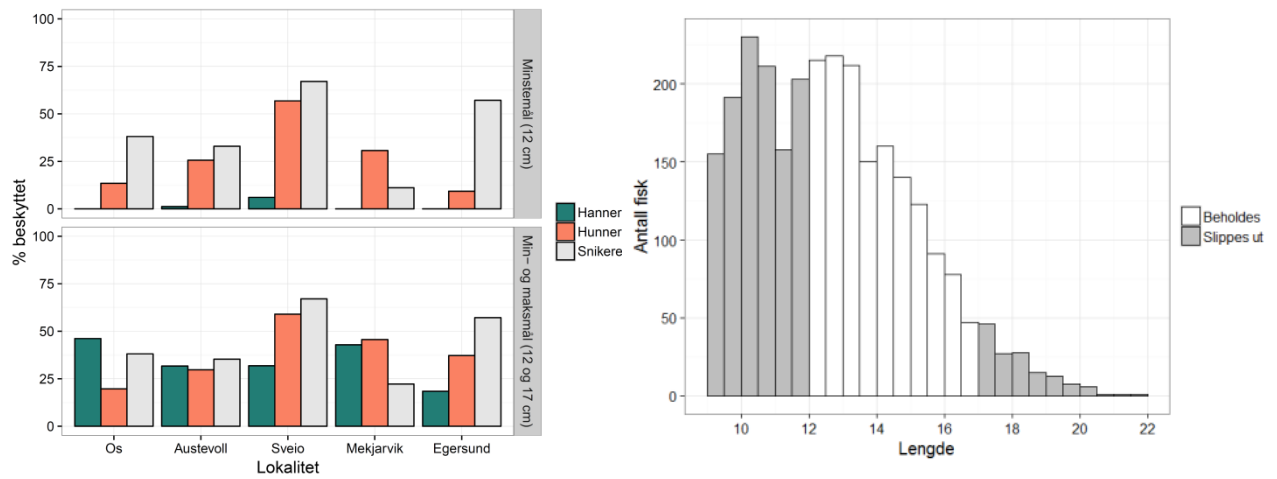 % beskyttet
100
75
50
25
0
Minstemål (12 cm)
100
75
50
25
0
Min– og maksmål (12 og 17 cm)
Os Austevoll Sveio Mekjarvik Egersund
Lokalitet
Hanner
Hunner
Snikere
Antall fisk
200
150
100
50
0
10 12 14 16 18 20 22
Lengde
Beholdes
Slippes ut